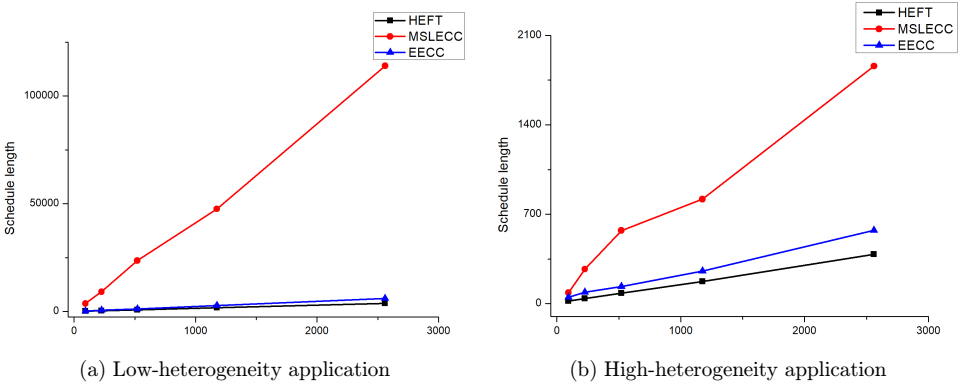 HEFT
MSLECC
EECC
100000
50000
0
Schedule length
0 1000 2000 3000
(a) Low-heterogeneity application
HEFT
MSLECC
EECC
2100
1400
700
0
Schedule length
0 1000 2000 3000
(b) High-heterogeneity application